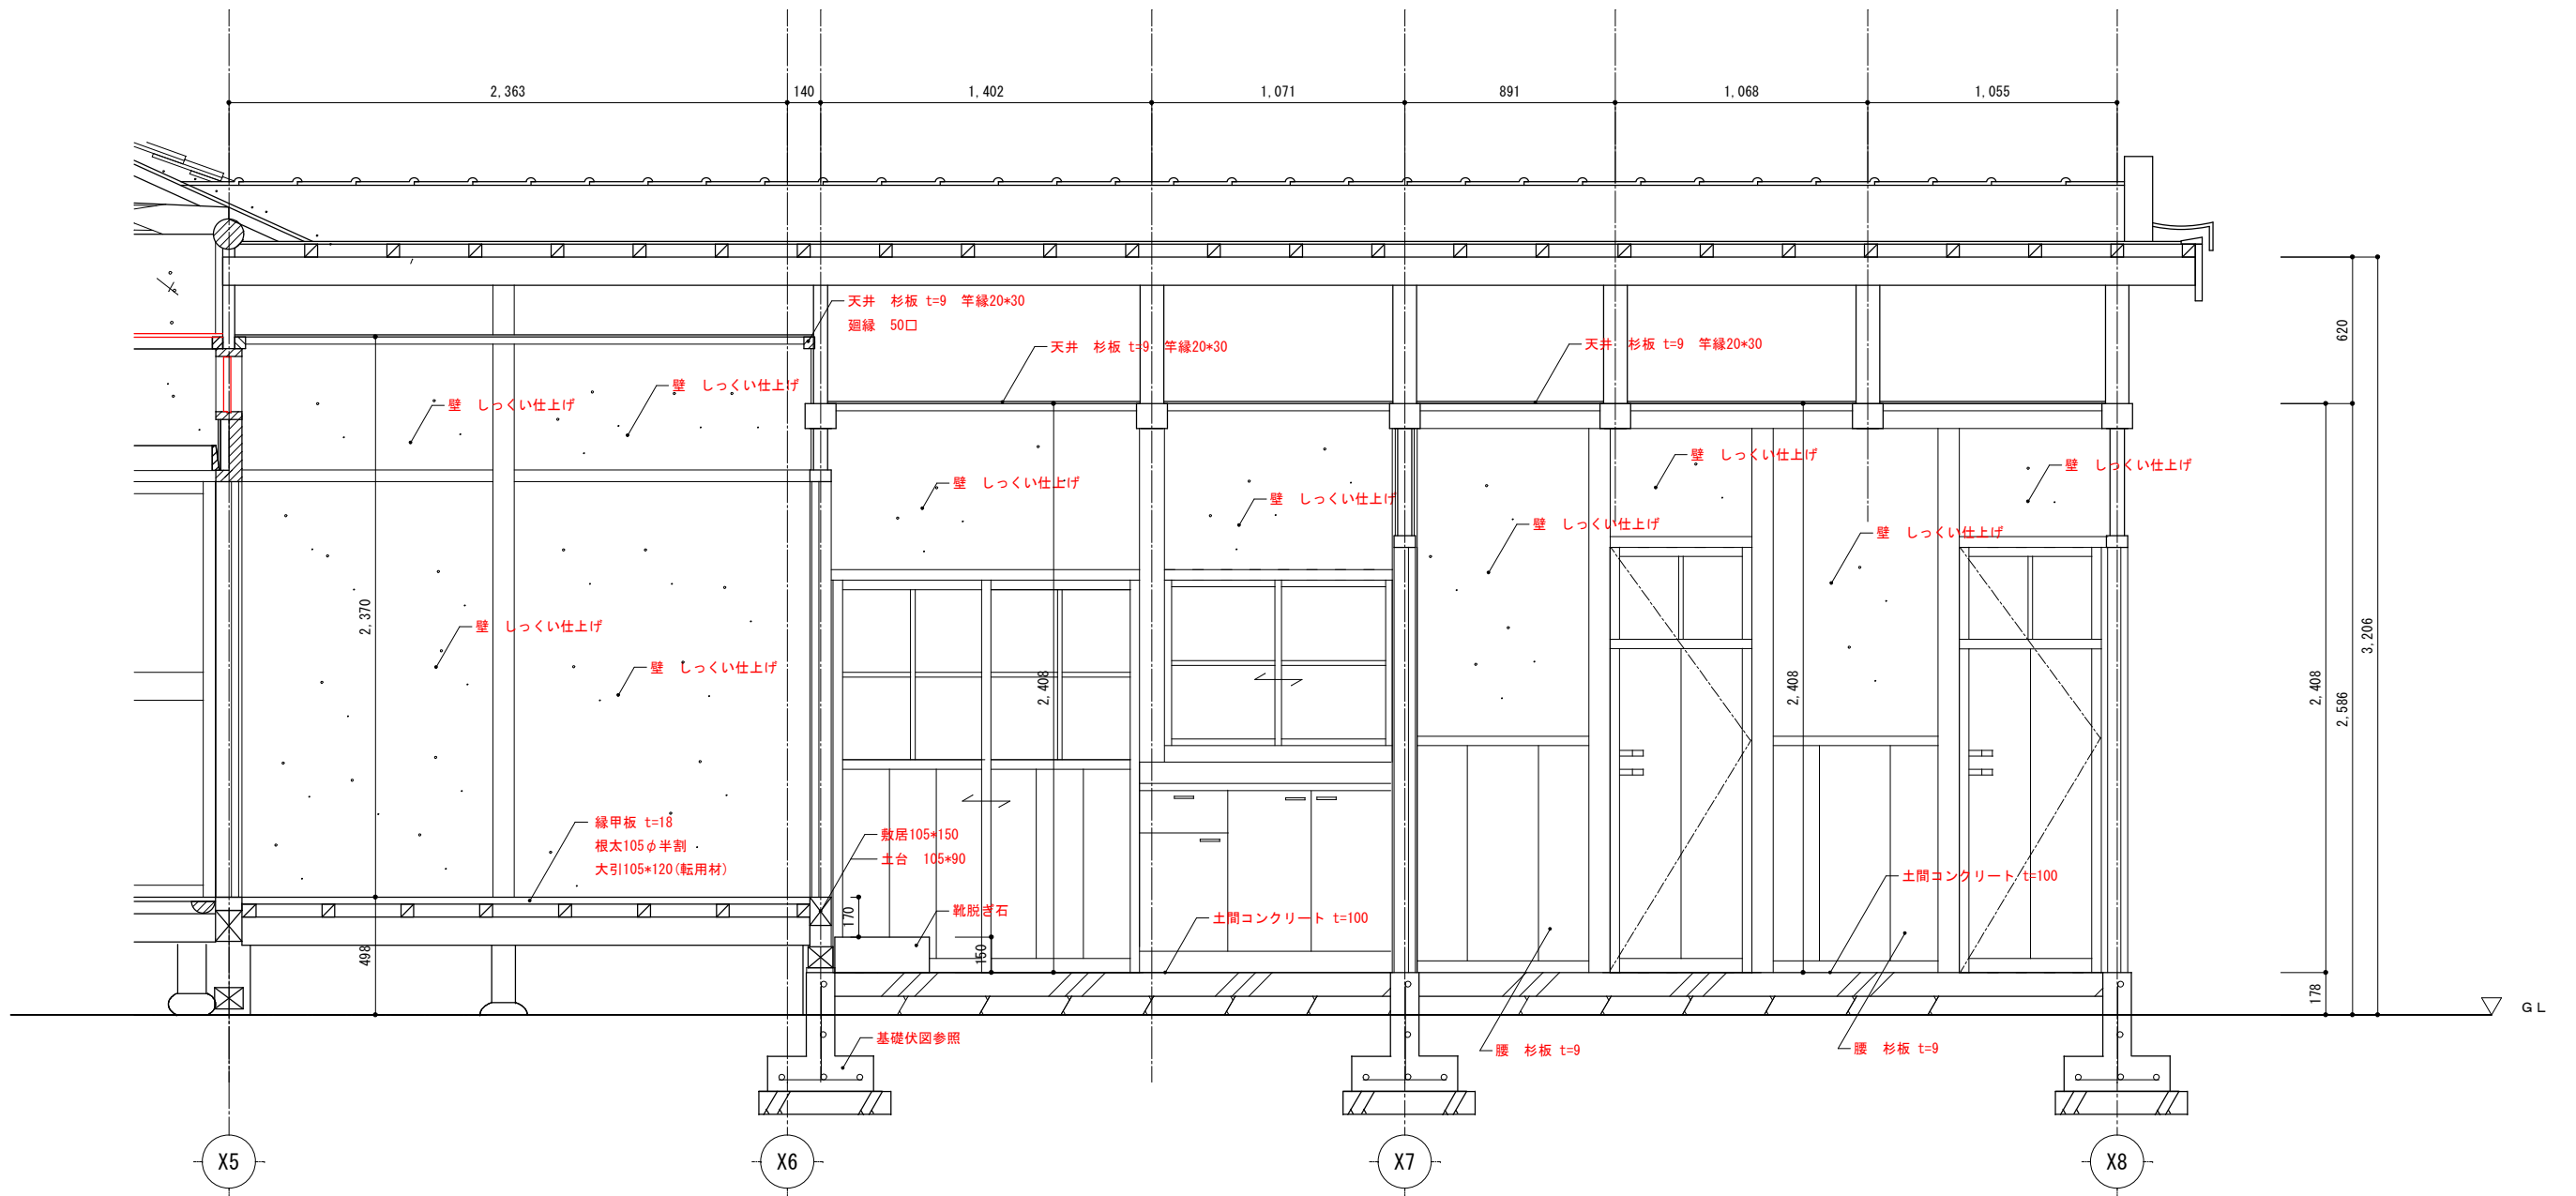 2,363
140
1,402
1,071
891
1,068
1,055
天井　杉板 t=9　竿縁20*30
廻縁　50口
天井　杉板 t=9　竿縁20*30
天井　杉板 t=9　竿縁20*30
620
壁　しっくい仕上げ
壁　しっくい仕上げ
壁　しっくい仕上げ
壁　しっくい仕上げ
壁　しっくい仕上げ
壁　しっくい仕上げ
壁　しっくい仕上げ
壁　しっくい仕上げ
2,370
壁　しっくい仕上げ
壁　しっくい仕上げ
2,408
2,408
2,408
2,586
3,206
縁甲板 t=18
根太105φ半割
大引105*120(転用材)
敷居105*150
土台　105*90
170
靴脱ぎ石
150
土間コンクリート t=100
土間コンクリート t=100
498
178
GL
基礎伏図参照
腰　杉板 t=9
腰　杉板 t=9
X5
X6
X7
X8